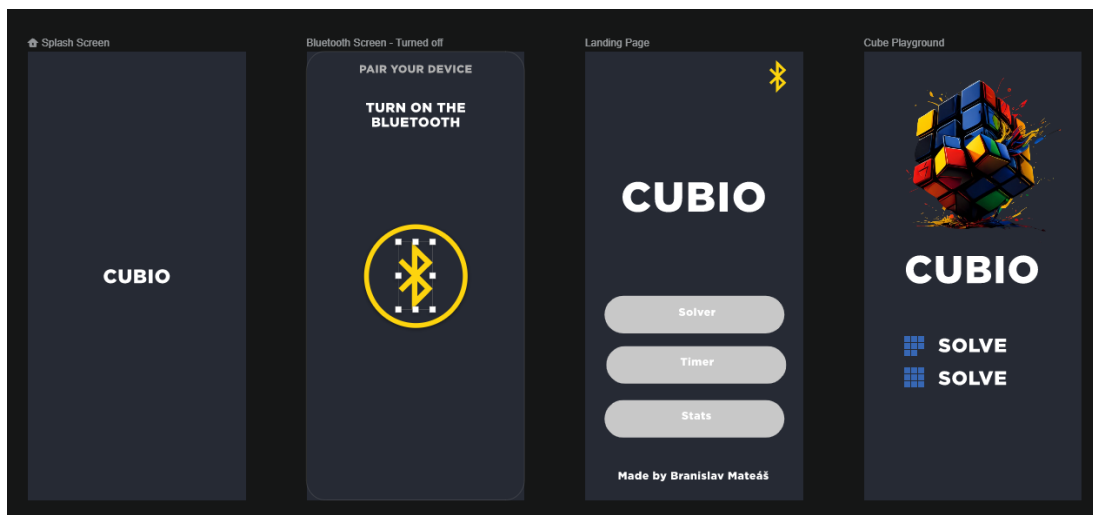 Splash Screen
CUBIO
Bluetooth Screen - Turned off
PAIR YOUR DEVICE
TURN ON THE
BLUETOOTH
Landing Page
CUBIO
Solver
Timer
Stats
Made by Branislav Mateáš
Cube Playground
CUBIO
SOLVE
SOLVE